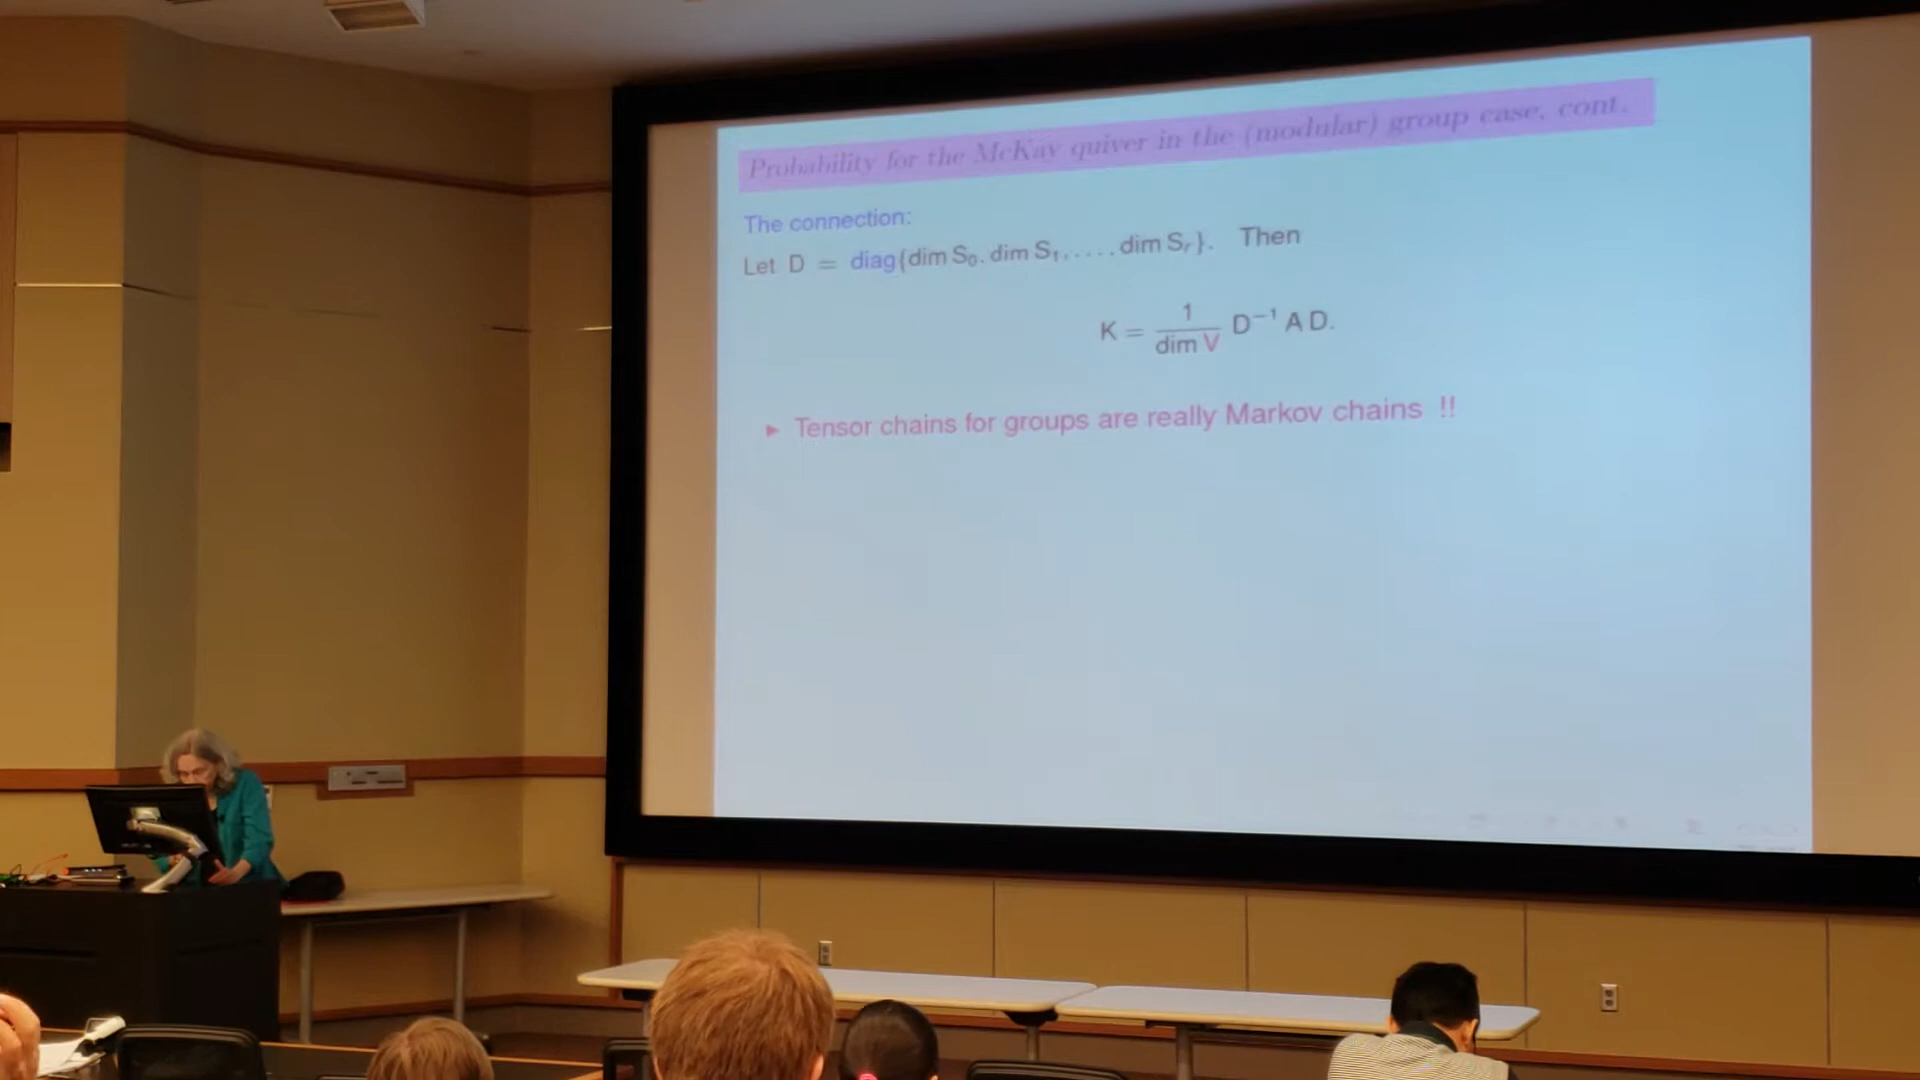 Probability for the McKay quiver in the (modular) group case, cont.
The connection:
Let D = diag{dim S₀, dim S₁, . . . , dim Sᵣ}. Then
K = 1/dim V D⁻¹ A D.
► Tensor chains for groups are really Markov chains !!